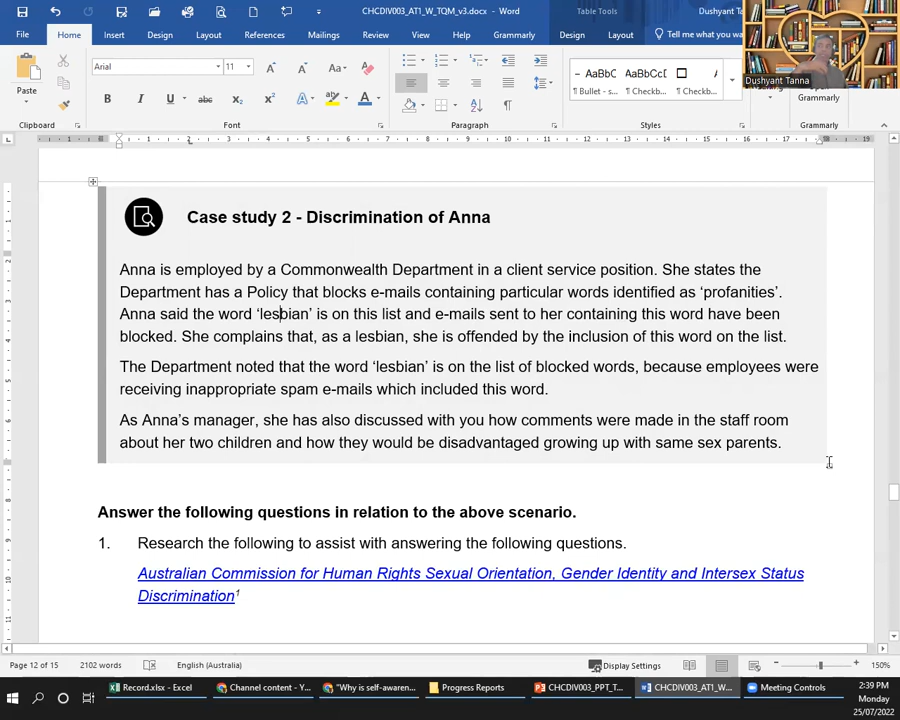 CHCDIV003_AT1_W_TQM_v3.docx - Word
Table Tools
Dushyant Tanna
File Home Insert Design Layout References Mailings Review View Help Grammarly Design Layout Tell me what you
Dushyant Tanna
Paste
Arial 11
B I U abc x₂ x² A
AaBbC AaBbCcD A
Bullet - s... ¶ Checkb... ¶ Checkb...
Open
Grammarly
Clipboard Font Paragraph Styles Grammarly
Case study 2 - Discrimination of Anna
Anna is employed by a Commonwealth Department in a client service position. She states the
Department has a Policy that blocks e-mails containing particular words identified as ‘profanities’.
Anna said the word ‘lesbian’ is on this list and e-mails sent to her containing this word have been
blocked. She complains that, as a lesbian, she is offended by the inclusion of this word on the list.
The Department noted that the word ‘lesbian’ is on the list of blocked words, because employees were
receiving inappropriate spam e-mails which included this word.
As Anna’s manager, she has also discussed with you how comments were made in the staff room
about her two children and how they would be disadvantaged growing up with same sex parents.
Answer the following questions in relation to the above scenario.
1. Research the following to assist with answering the following questions.
Australian Commission for Human Rights Sexual Orientation, Gender Identity and Intersex Status
Discrimination¹
Page 12 of 15 2102 words English (Australia) Display Settings 150%
Record.xlsx - Excel Channel content - Y... "Why is self-awaren... Progress Reports CHCDIV003_PPT_T... CHCDIV003_AT1_W... Meeting Controls
2:39 PM
Monday
25/07/2022